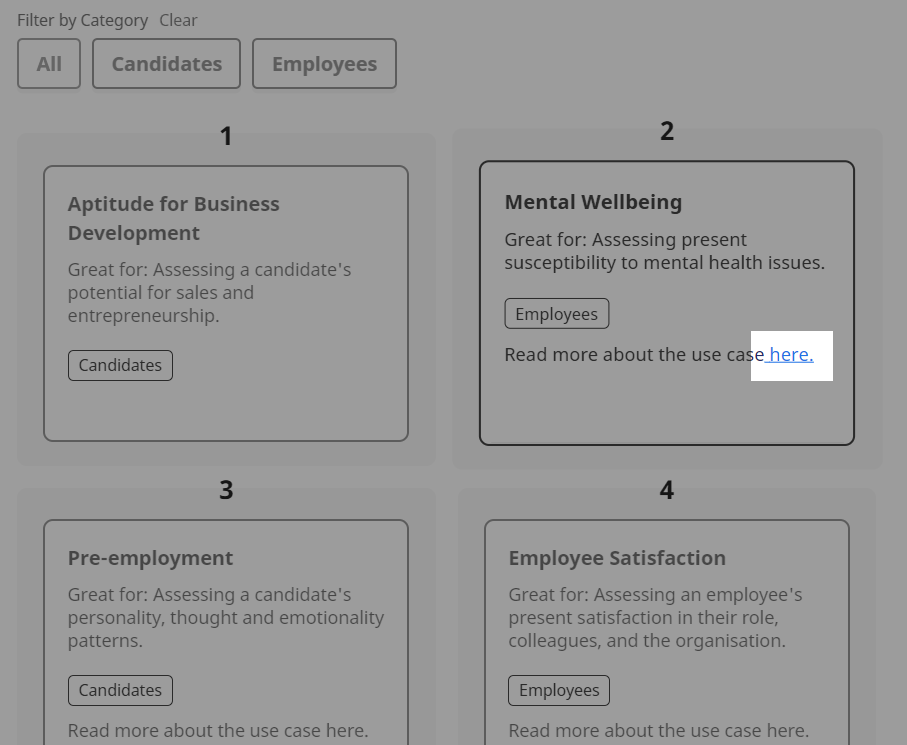 Filter by Category Clear
All Candidates Employees
1
Aptitude for Business
Development
Great for: Assessing a candidate's
potential for sales and
entrepreneurship.
Candidates
2
Mental Wellbeing
Great for: Assessing present
susceptibility to mental health issues.
Employees
Read more about the use case here.
3
Pre-employment
Great for: Assessing a candidate's
personality, thought and emotionality
patterns.
Candidates
Read more about the use case here.
4
Employee Satisfaction
Great for: Assessing an employee's
present satisfaction in their role,
colleagues, and the organisation.
Employees
Read more about the use case here.